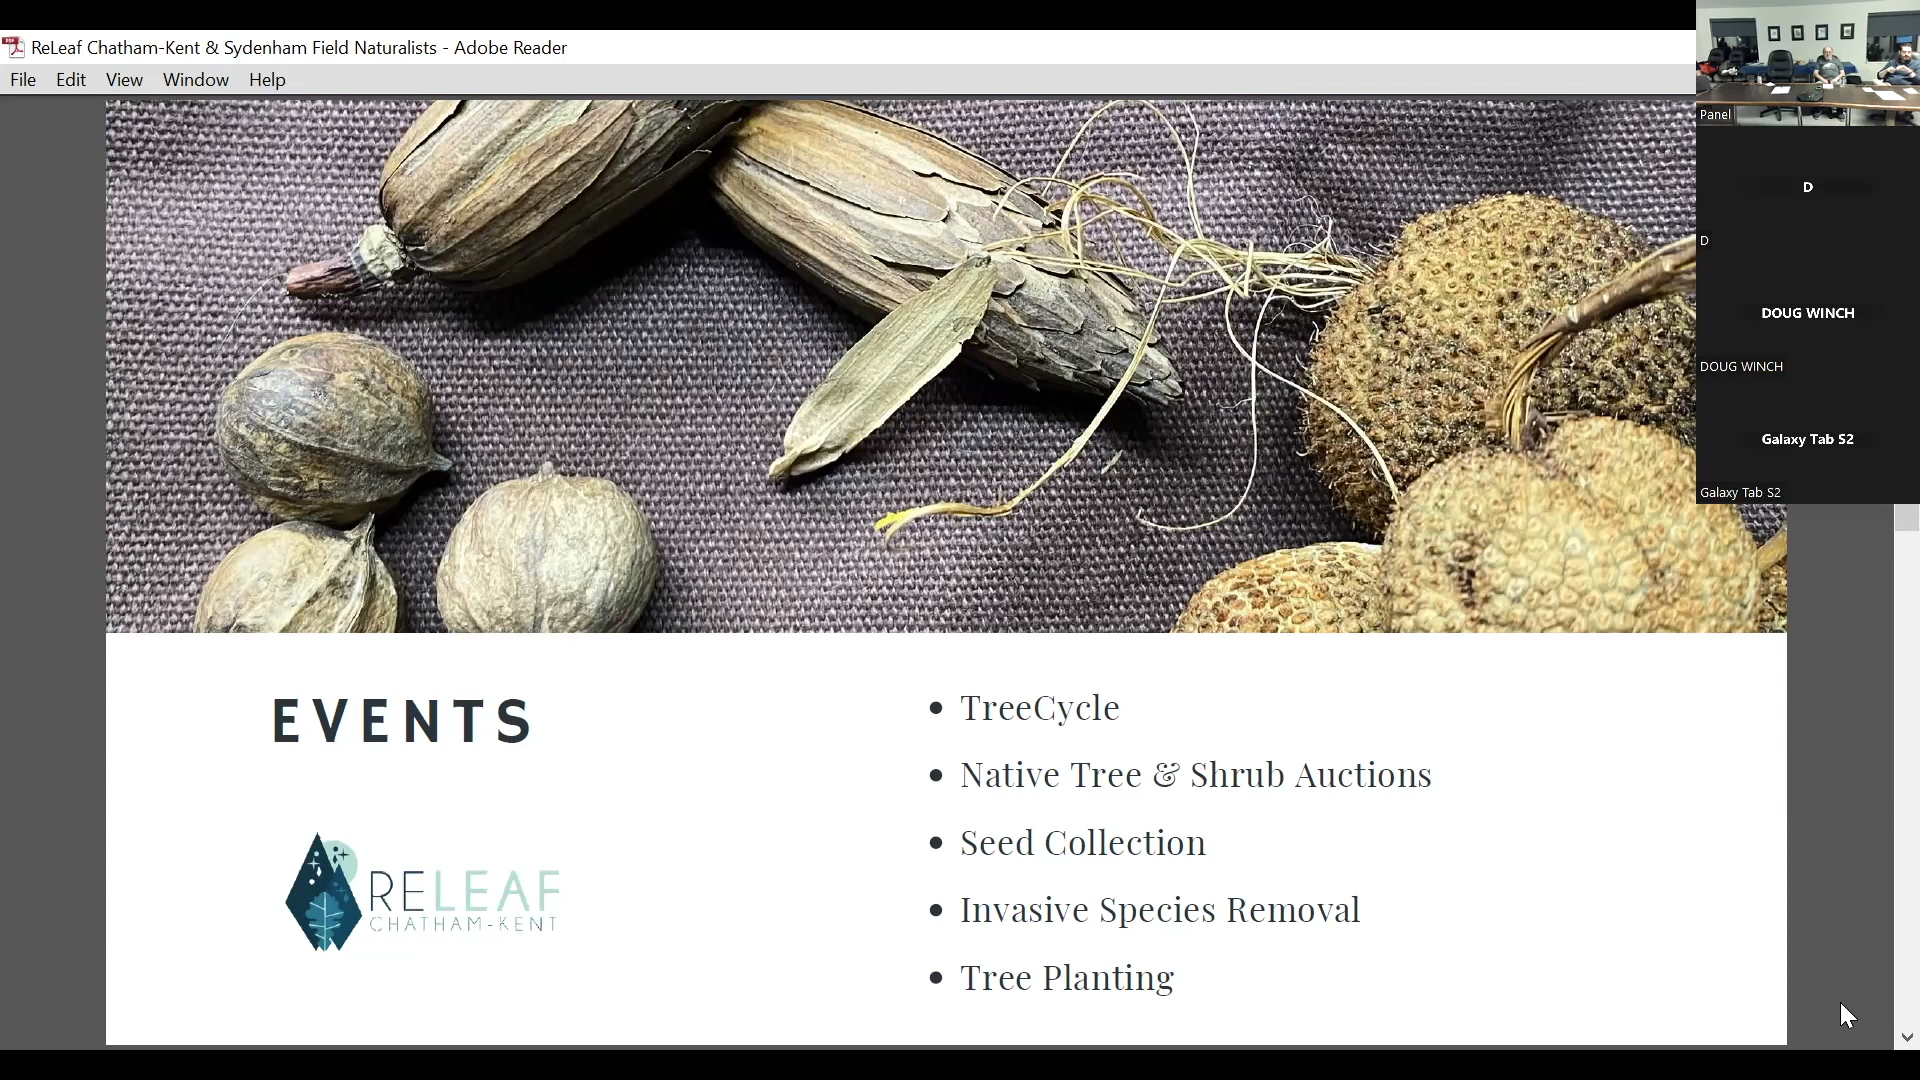 ReLeaf Chatham-Kent & Sydenham Field Naturalists - Adobe Reader
File Edit View Window Help
Panel
D
D
DOUG WINCH
DOUG WINCH
Galaxy Tab S2
Galaxy Tab S2
EVENTS
RELEAF
CHATHAM-KENT
• TreeCycle
• Native Tree & Shrub Auctions
• Seed Collection
• Invasive Species Removal
• Tree Planting